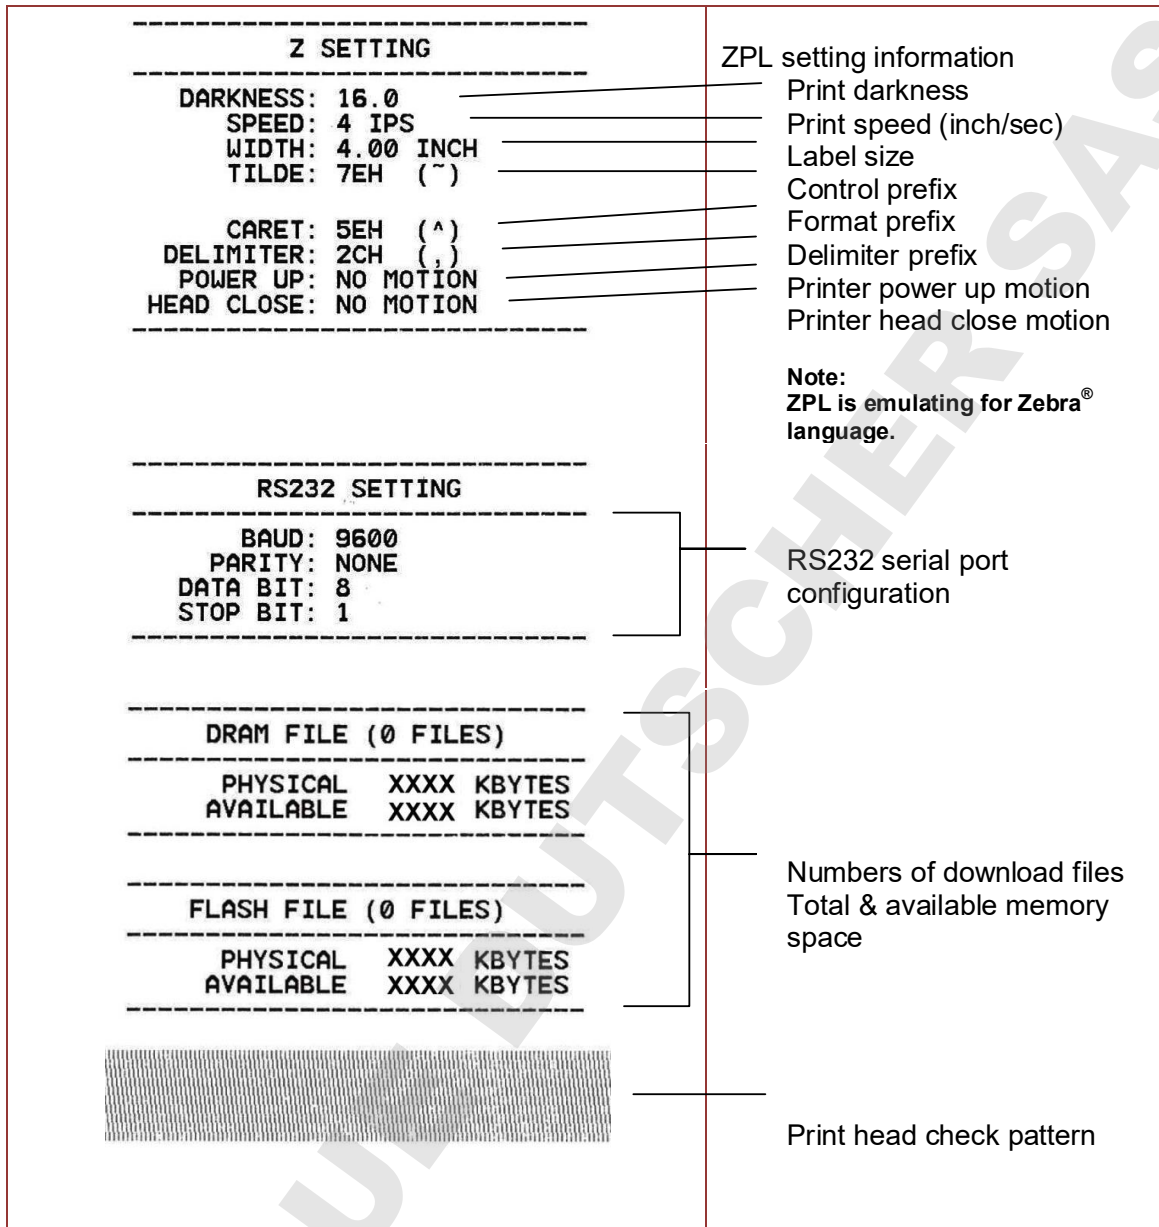 Z SETTING
DARKNESS: 16.0
SPEED: 4 IPS
WIDTH: 4.00 INCH
TILDE: 7EH (~)
CARET: 5EH (^)
DELIMITER: 2CH (,)
POWER UP: NO MOTION
HEAD CLOSE: NO MOTION
ZPL setting information
Print darkness
Print speed (inch/sec)
Label size
Control prefix
Format prefix
Delimiter prefix
Printer power up motion
Printer head close motion
Note:
ZPL is emulating for Zebra®
language.
RS232 SETTING
BAUD: 9600
PARITY: NONE
DATA BIT: 8
STOP BIT: 1
RS232 serial port
configuration
DRAM FILE (0 FILES)
PHYSICAL XXXX KBYTES
AVAILABLE XXXX KBYTES
FLASH FILE (0 FILES)
PHYSICAL XXXX KBYTES
AVAILABLE XXXX KBYTES
Numbers of download files
Total & available memory
space
Print head check pattern
DUTSCHER SAS